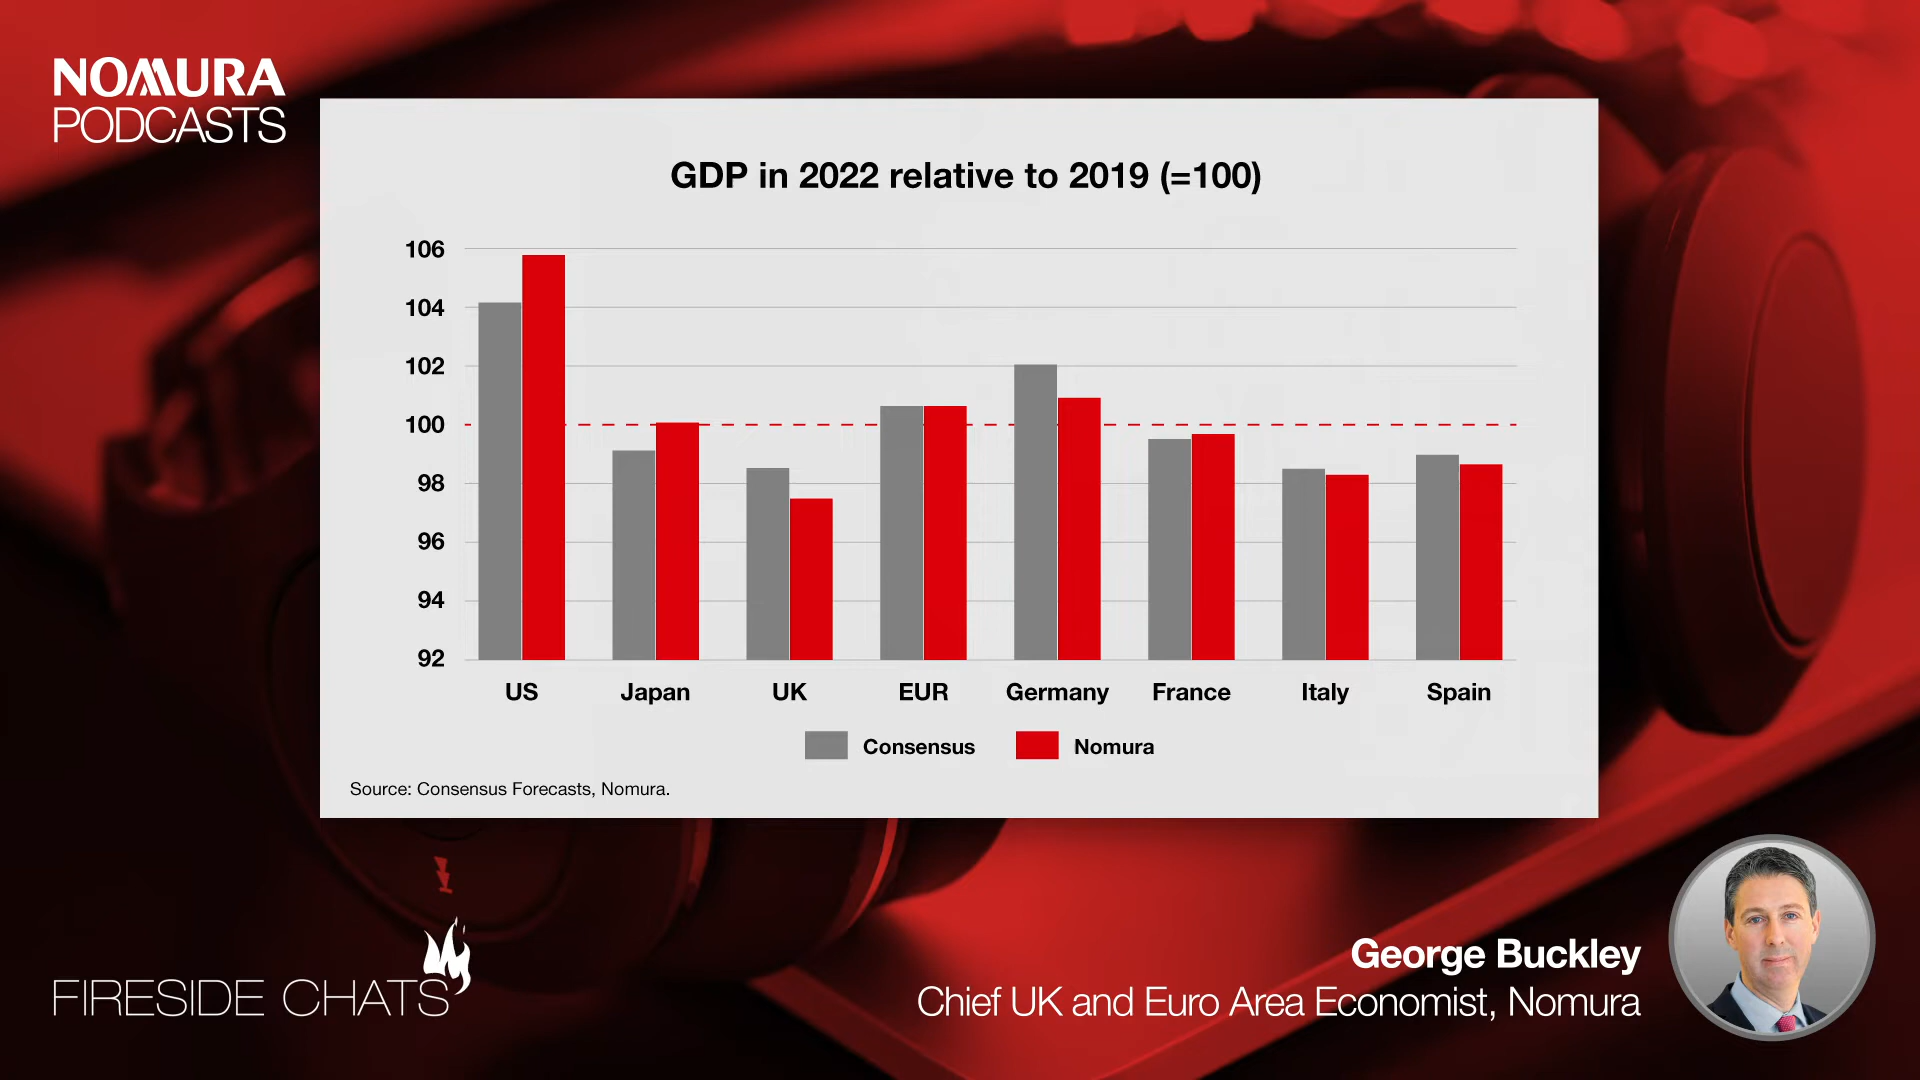 NOMURA
PODCASTS
GDP in 2022 relative to 2019 (=100)
106
104
102
100
98
96
94
92
US Japan UK EUR Germany France Italy Spain
Consensus Nomura
Source: Consensus Forecasts, Nomura.
FIRESIDE CHATS
George Buckley
Chief UK and Euro Area Economist, Nomura